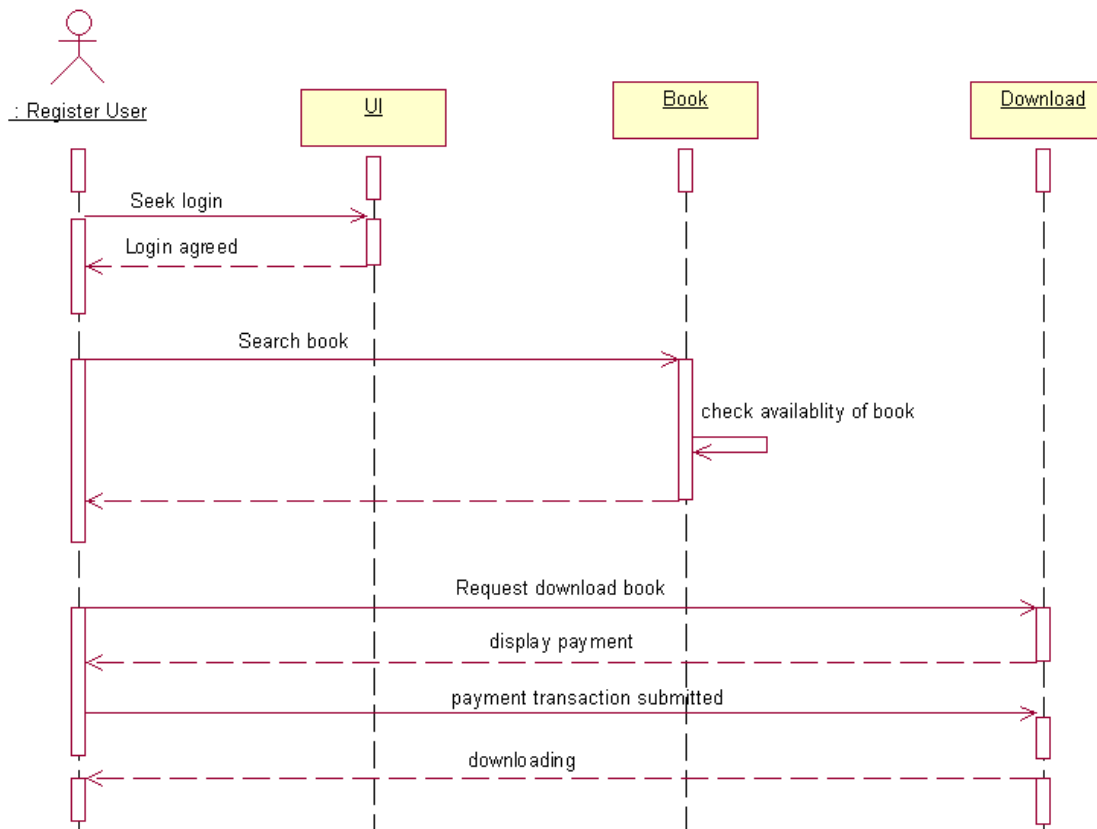 : Register User
UI
Book
Download
Seek login
Login agreed
Search book
check availablity of book
Request download book
display payment
payment transaction submitted
downloading